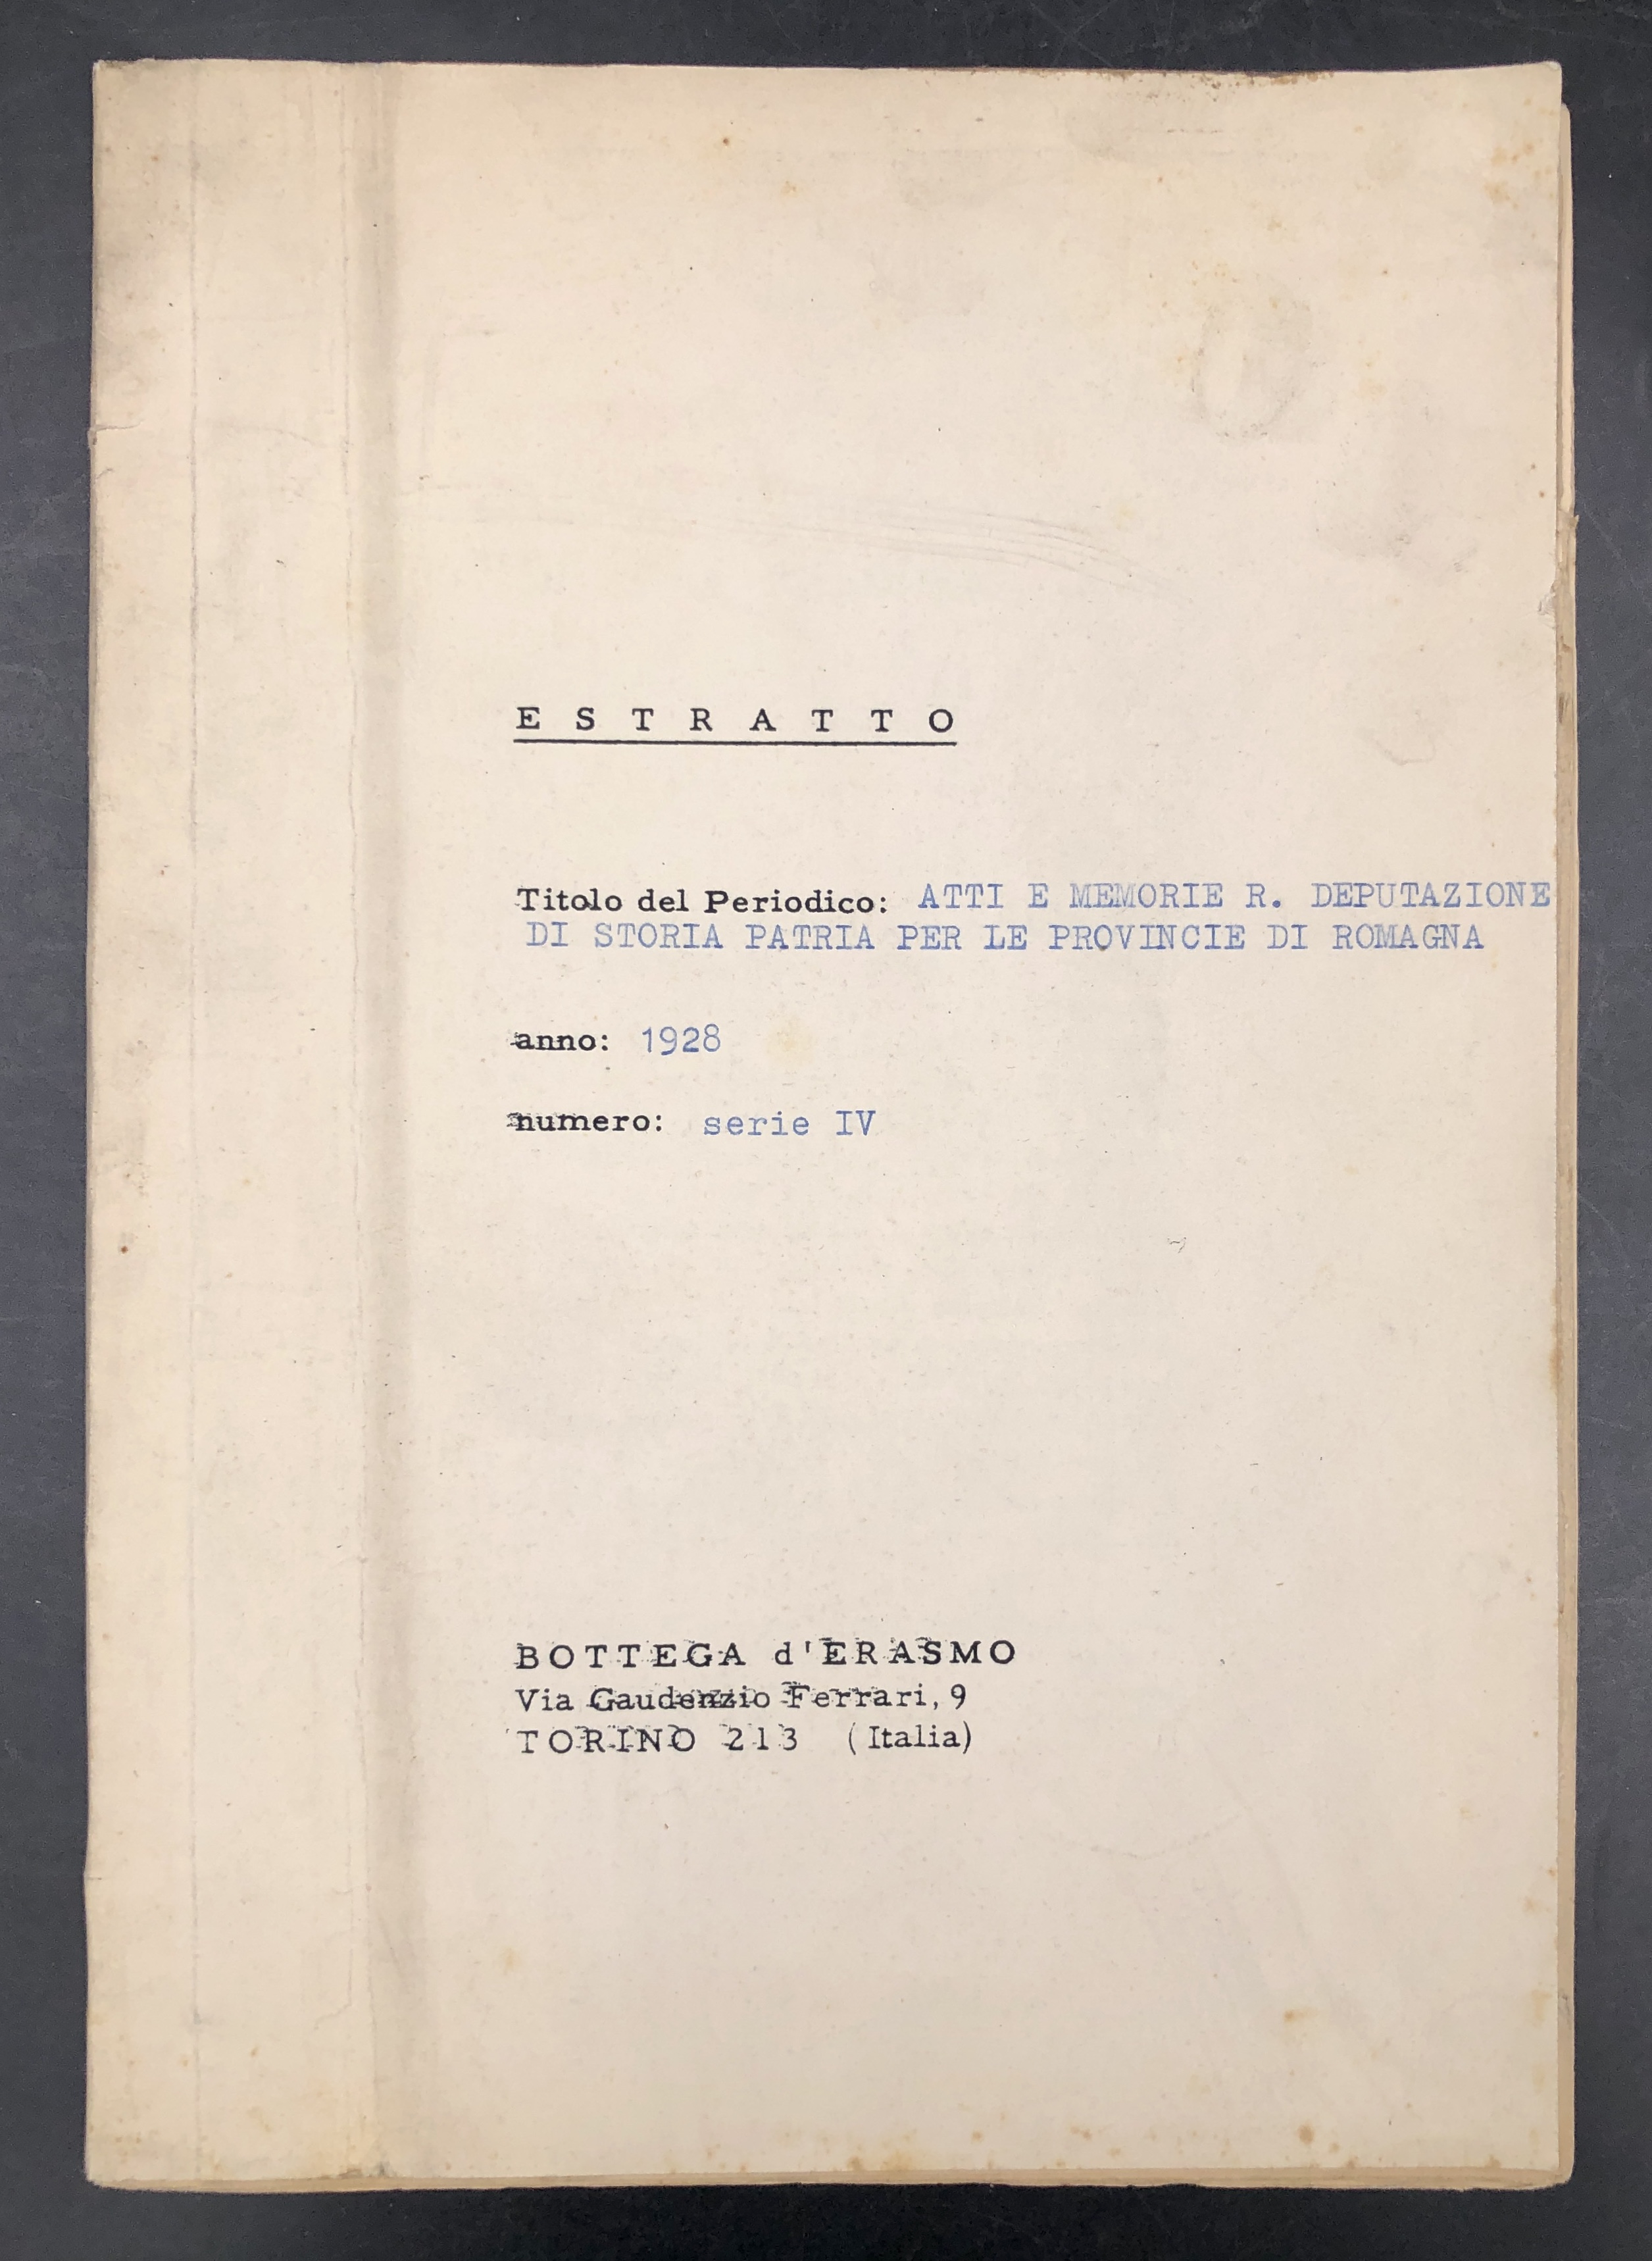 E S T R A T T O
Titolo del Periodico: ATTI E MEMORIE R. DEPUTAZIONE
DI STORIA PATRIA PER LE PROVINCIE DI ROMAGNA
anno: 1928
numero: serie IV
BOTTEGA d'ERASMO
Via Gaudenzio Ferrari, 9
TORINO 213 (Italia)